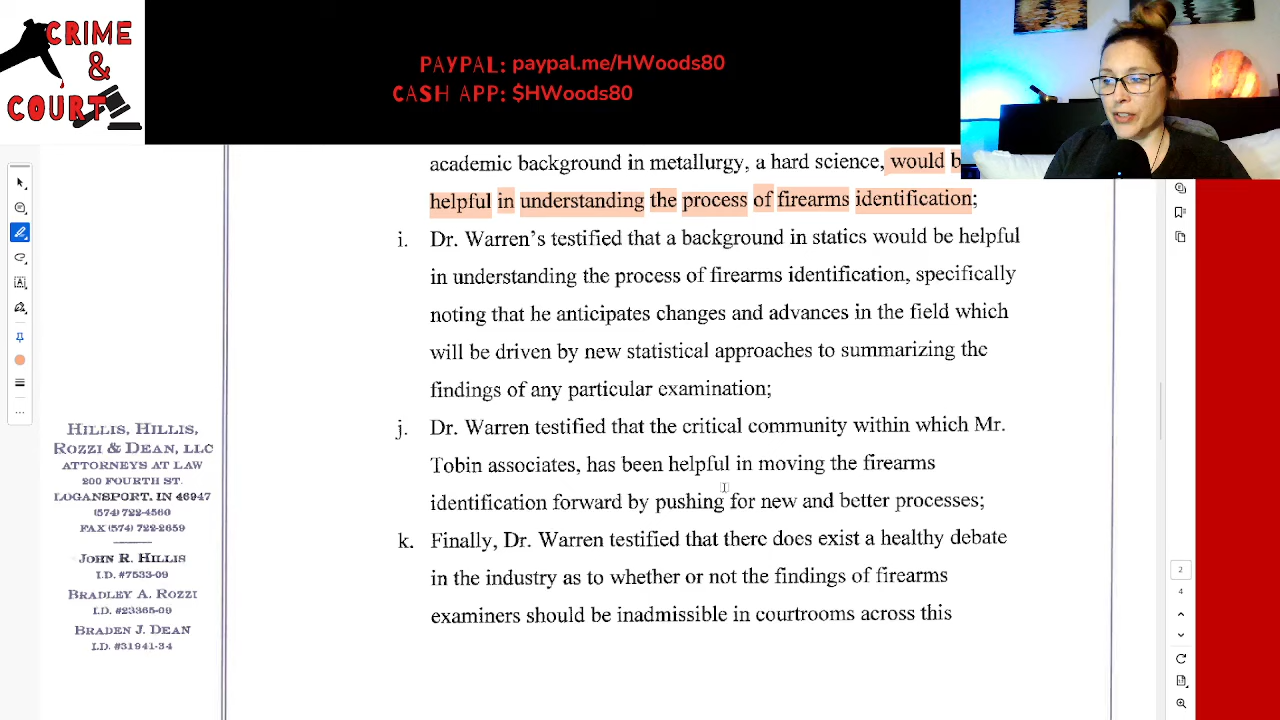 CRIME
&
COURT
PAYPAL: paypal.me/HWoods80
CASH APP: $HWoods80
academic background in metallurgy, a hard science, would
helpful in understanding the process of firearms identification;
i. Dr. Warren's testified that a background in statics would be helpful
in understanding the process of firearms identification, specifically
noting that he anticipates changes and advances in the field which
will be driven by new statistical approaches to summarizing the
findings of any particular examination;
j. Dr. Warren testified that the critical community within which Mr.
Tobin associates, has been helpful in moving the firearms
identification forward by pushing for new and better processes;
k. Finally, Dr. Warren testified that there does exist a healthy debate
in the industry as to whether or not the findings of firearms
examiners should be inadmissible in courtrooms across this
HILLIS, HILLIS,
ROZZI & DEAN, LLC
ATTORNEYS AT LAW
200 FOURTH ST.
LOGANSPORT, IN 46947
(574) 722-4560
FAX (574) 722-2659
JOHN R. HILLIS
I.D. #7533-09
BRADLEY A. ROZZI
I.D. #23365-09
BRADEN J. DEAN
I.D. #31941-34
2
4